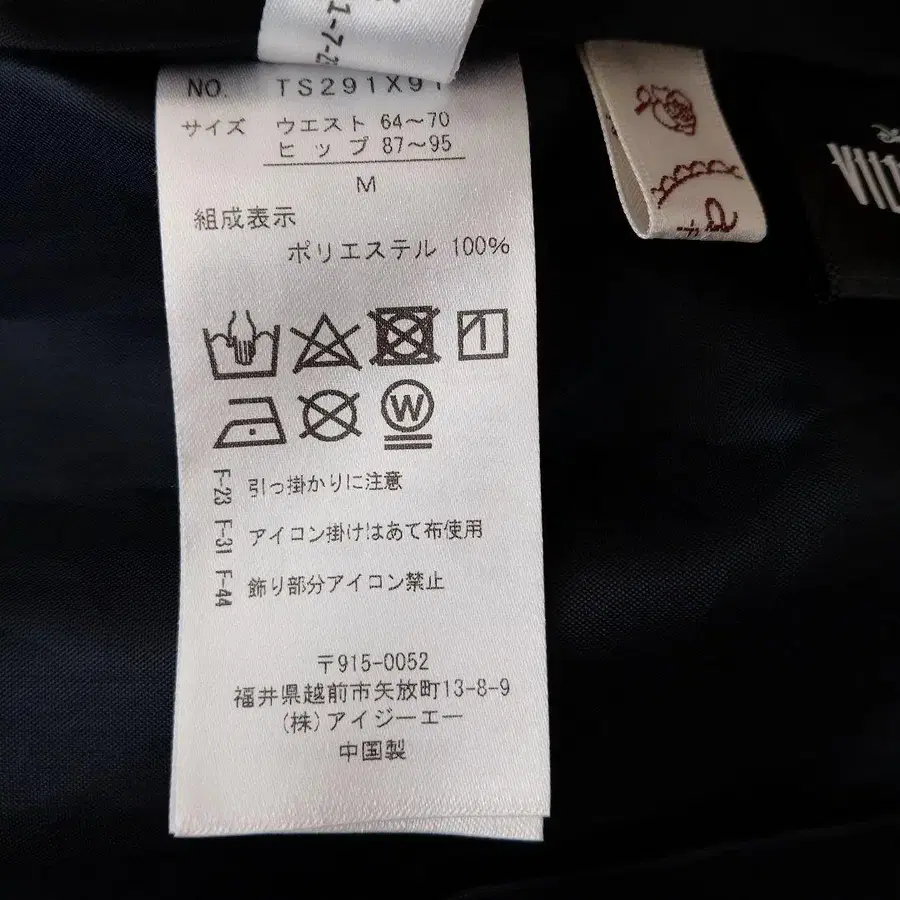 1-7-2
NO. TS291X91
サイズ ウエスト 64～70
ヒップ 87～95
M
組成表示
ポリエステル 100%
W
F-23 引っ掛かりに注意
F-31 アイロン掛けはあて布使用
F-44 飾り部分アイロン禁止
〒915-0052
福井県越前市矢放町13-8-9
(株)アイジーエー
中国製